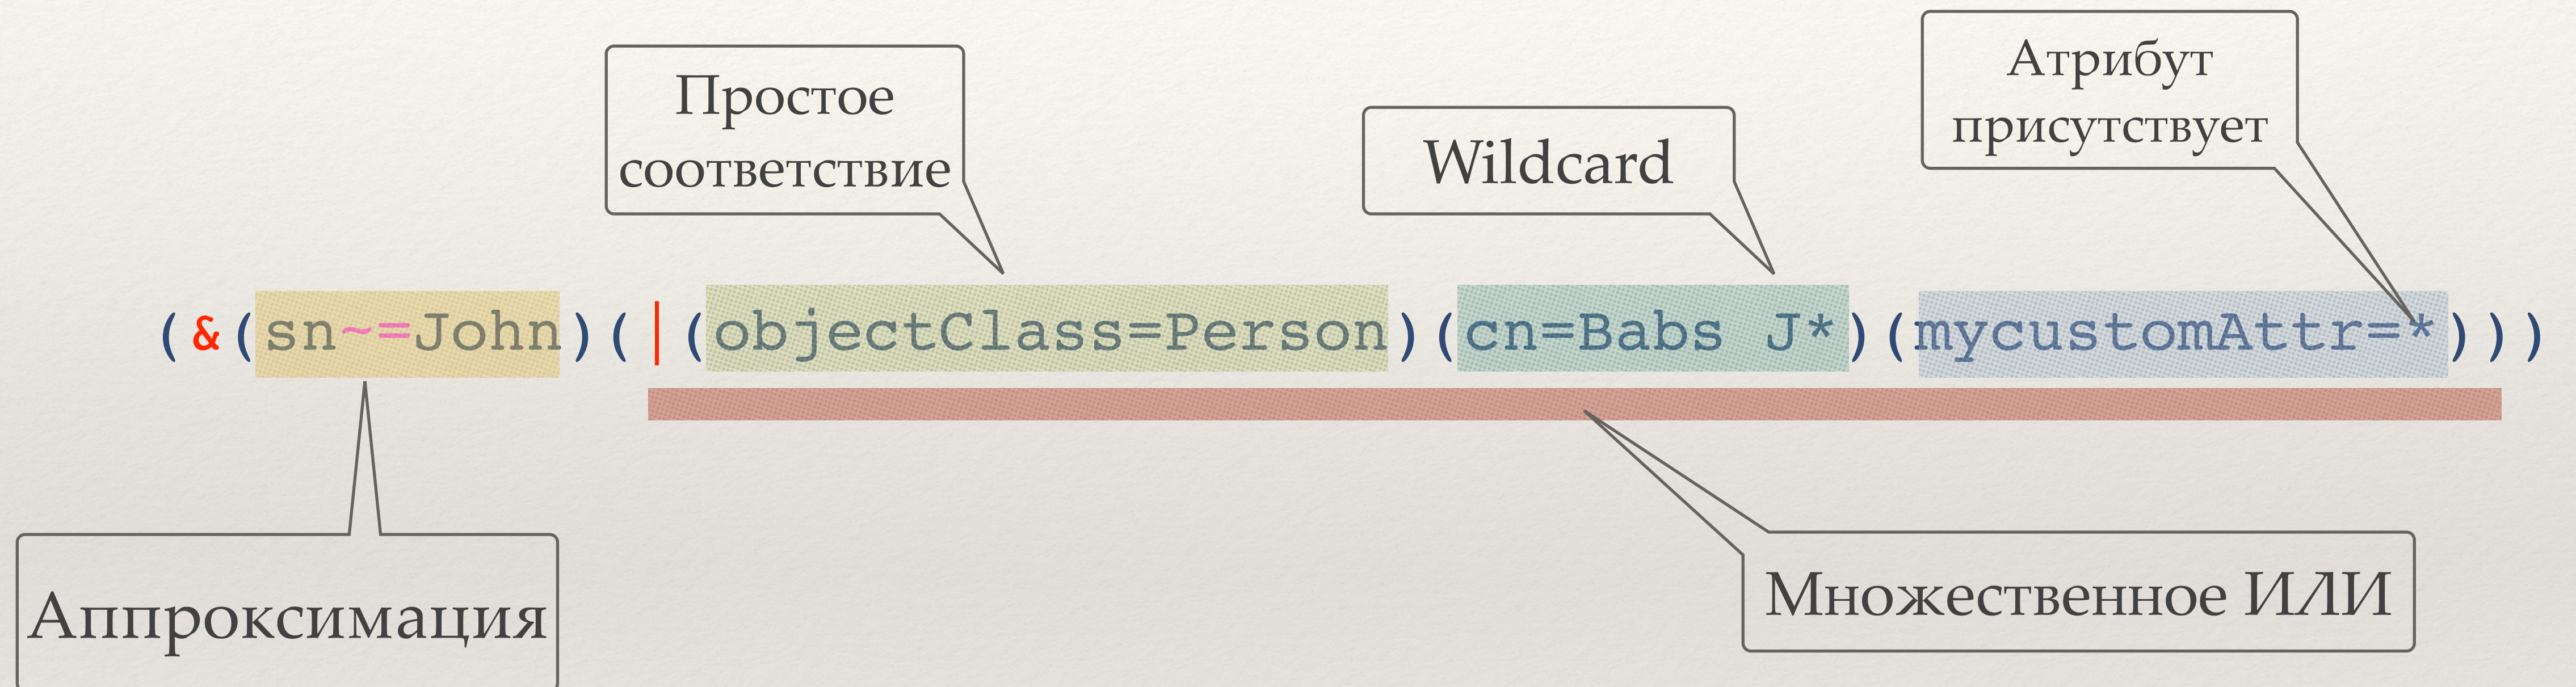 Простое
соответствие
Wildcard
Атрибут
присутствует
(&(sn~=John)(|(objectClass=Person)(cn=Babs J*)(mycustomAttr=*)))
Аппроксимация
Множественное ИЛИ